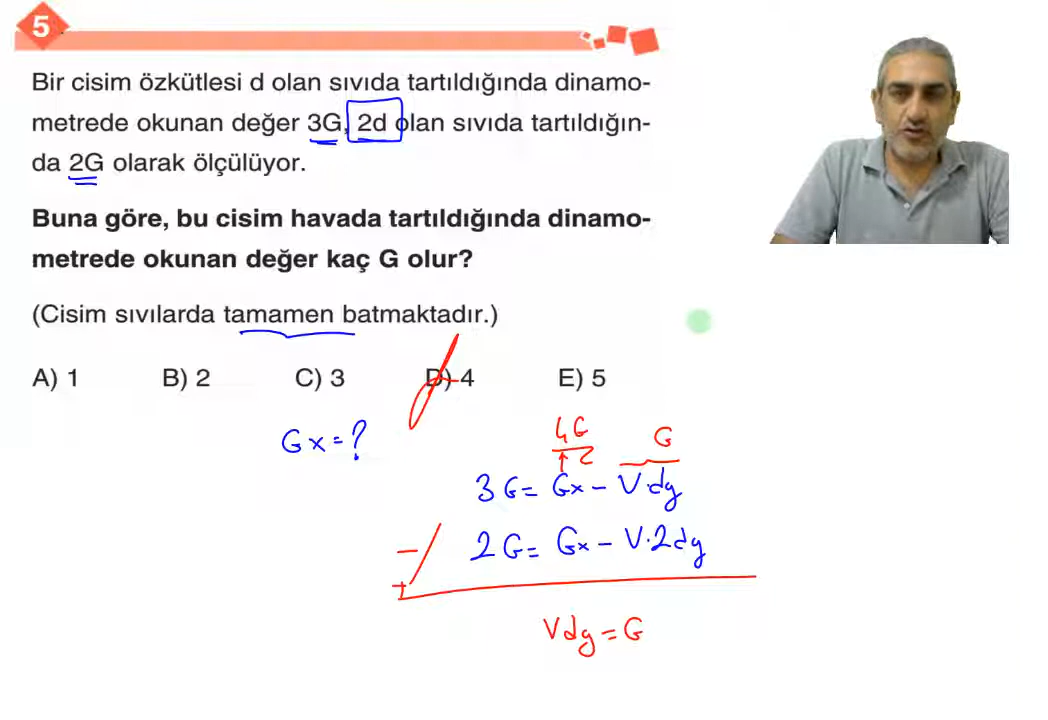 5
Bir cisim özkütlesi d olan sıvıda tartıldığında dinamo-
metrede okunan değer 3G, 2d olan sıvıda tartıldığın-
da 2G olarak ölçülüyor.
Buna göre, bu cisim havada tartıldığında dinamo-
metrede okunan değer kaç G olur?
(Cisim sıvılarda tamamen batmaktadır.)
A) 1 B) 2 C) 3 D) 4 E) 5
Gx = ?
4G G
3G = Gx - V.dg
2G = Gx - V.2dg
Vdg = G